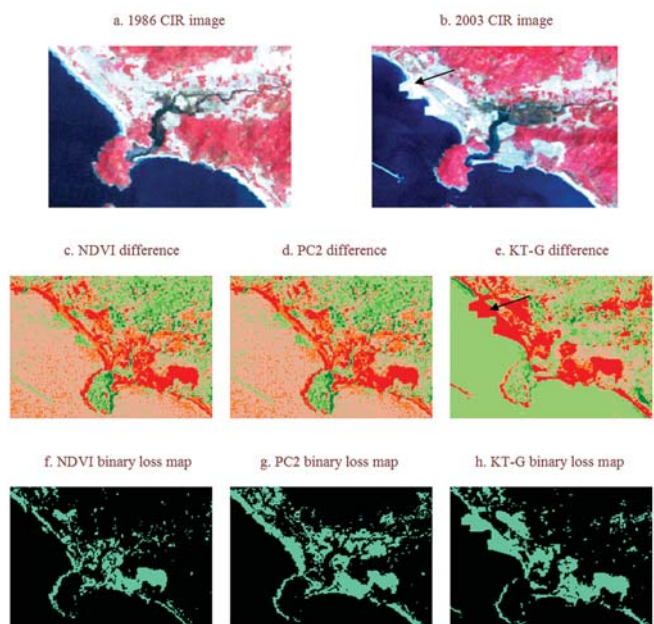 a. 1986 CIR image
b. 2003 CIR image
c. NDVI difference
d. PC2 difference
e. KT-G difference
f. NDVI binary loss map
g. PC2 binary loss map
h. KT-G binary loss map